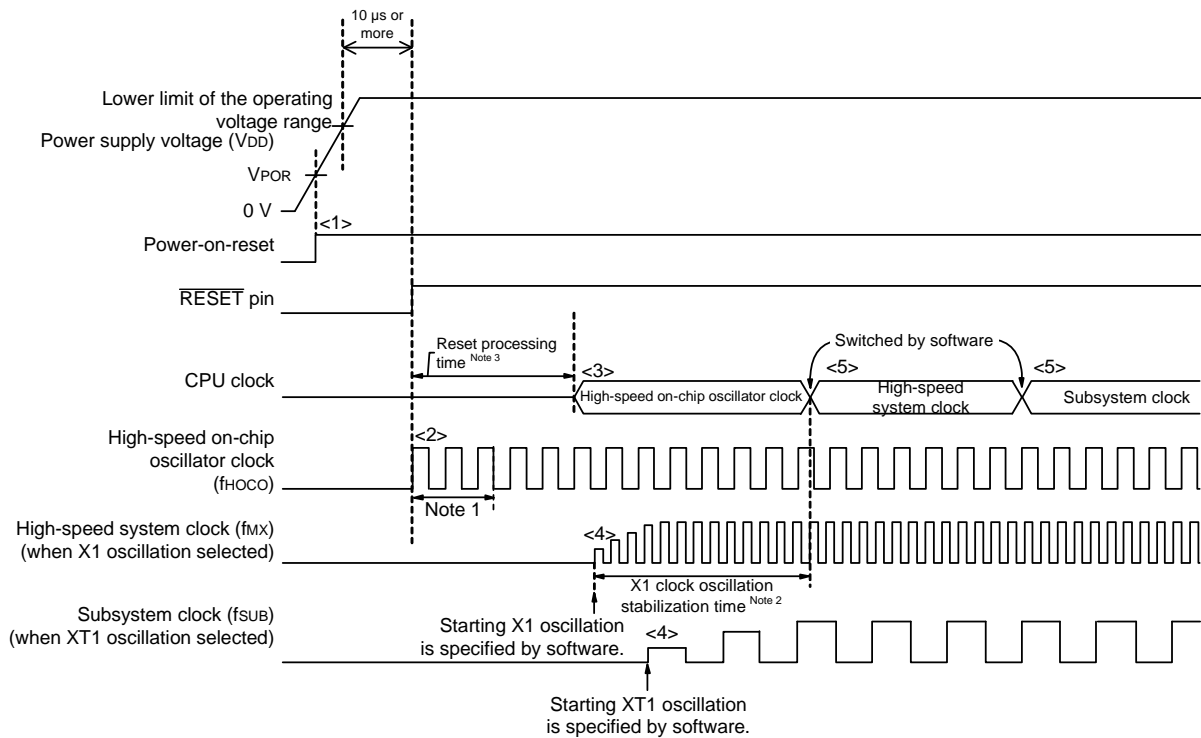 10 µs or
more
Lower limit of the operating
voltage range
Power supply voltage (VDD)
VPOR
0 V
<1>
Power-on-reset
RESET pin
Reset processing
time Note 3
Switched by software
CPU clock
<3>
<5>
<5>
High-speed on-chip oscillator clock
High-speed
system clock
Subsystem clock
High-speed on-chip
oscillator clock
(fHOCO)
<2>
Note 1
High-speed system clock (fMX)
(when X1 oscillation selected)
<4>
X1 clock oscillation
stabilization time Note 2
Subsystem clock (fSUB)
(when XT1 oscillation selected)
Starting X1 oscillation
is specified by software.
<4>
Starting XT1 oscillation
is specified by software.